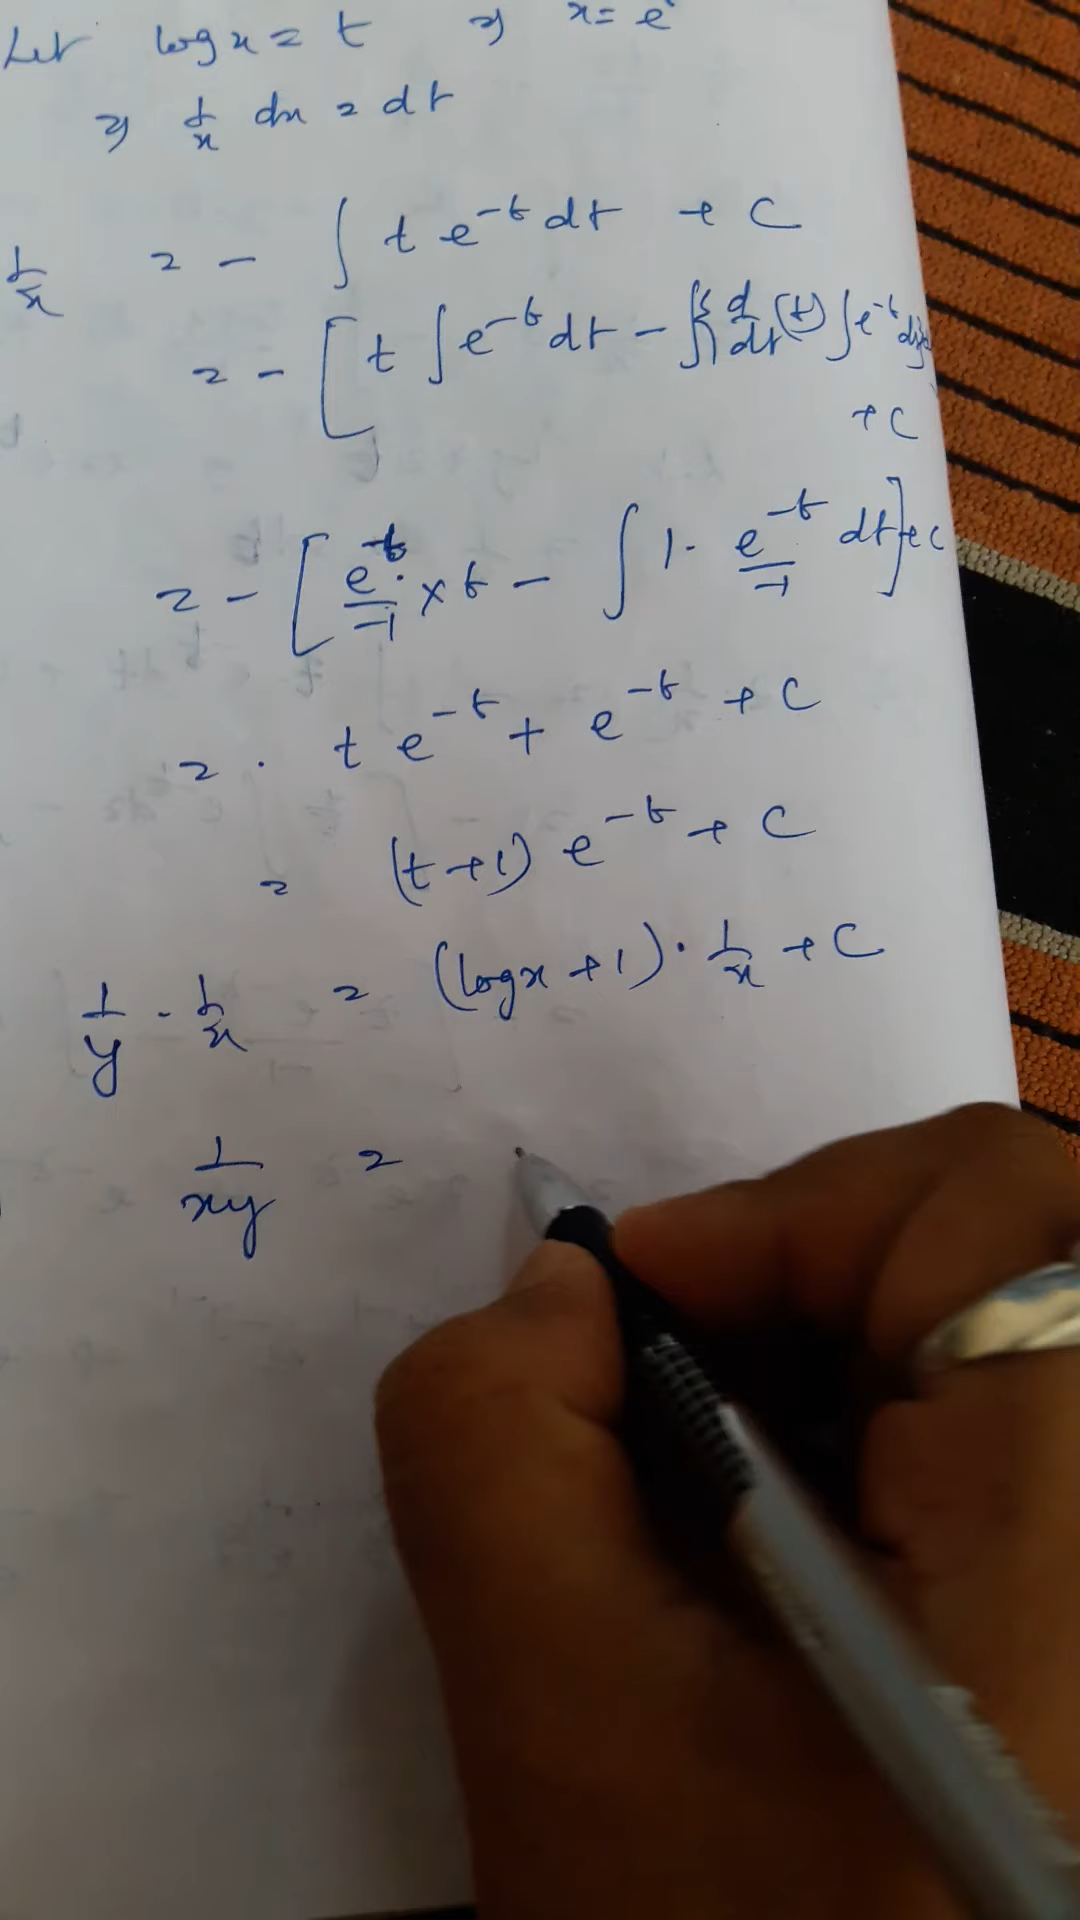 Let log x = t ⇒ x = e
⇒ 1/x dx = dt
1/x = - ∫ t e^-t dt + C
= - [ t ∫ e^-t dt - ∫ { d/dt (t) ∫ e^-t dt }
+ C
= - [ e^-t/-1 × t - ∫ 1. e^-t/-1 dt ] + C
= . t e^-t + e^-t + C
= (t + 1) e^-t + C
1/y . 1/x = (log x + 1) . 1/x + C
1/xy =